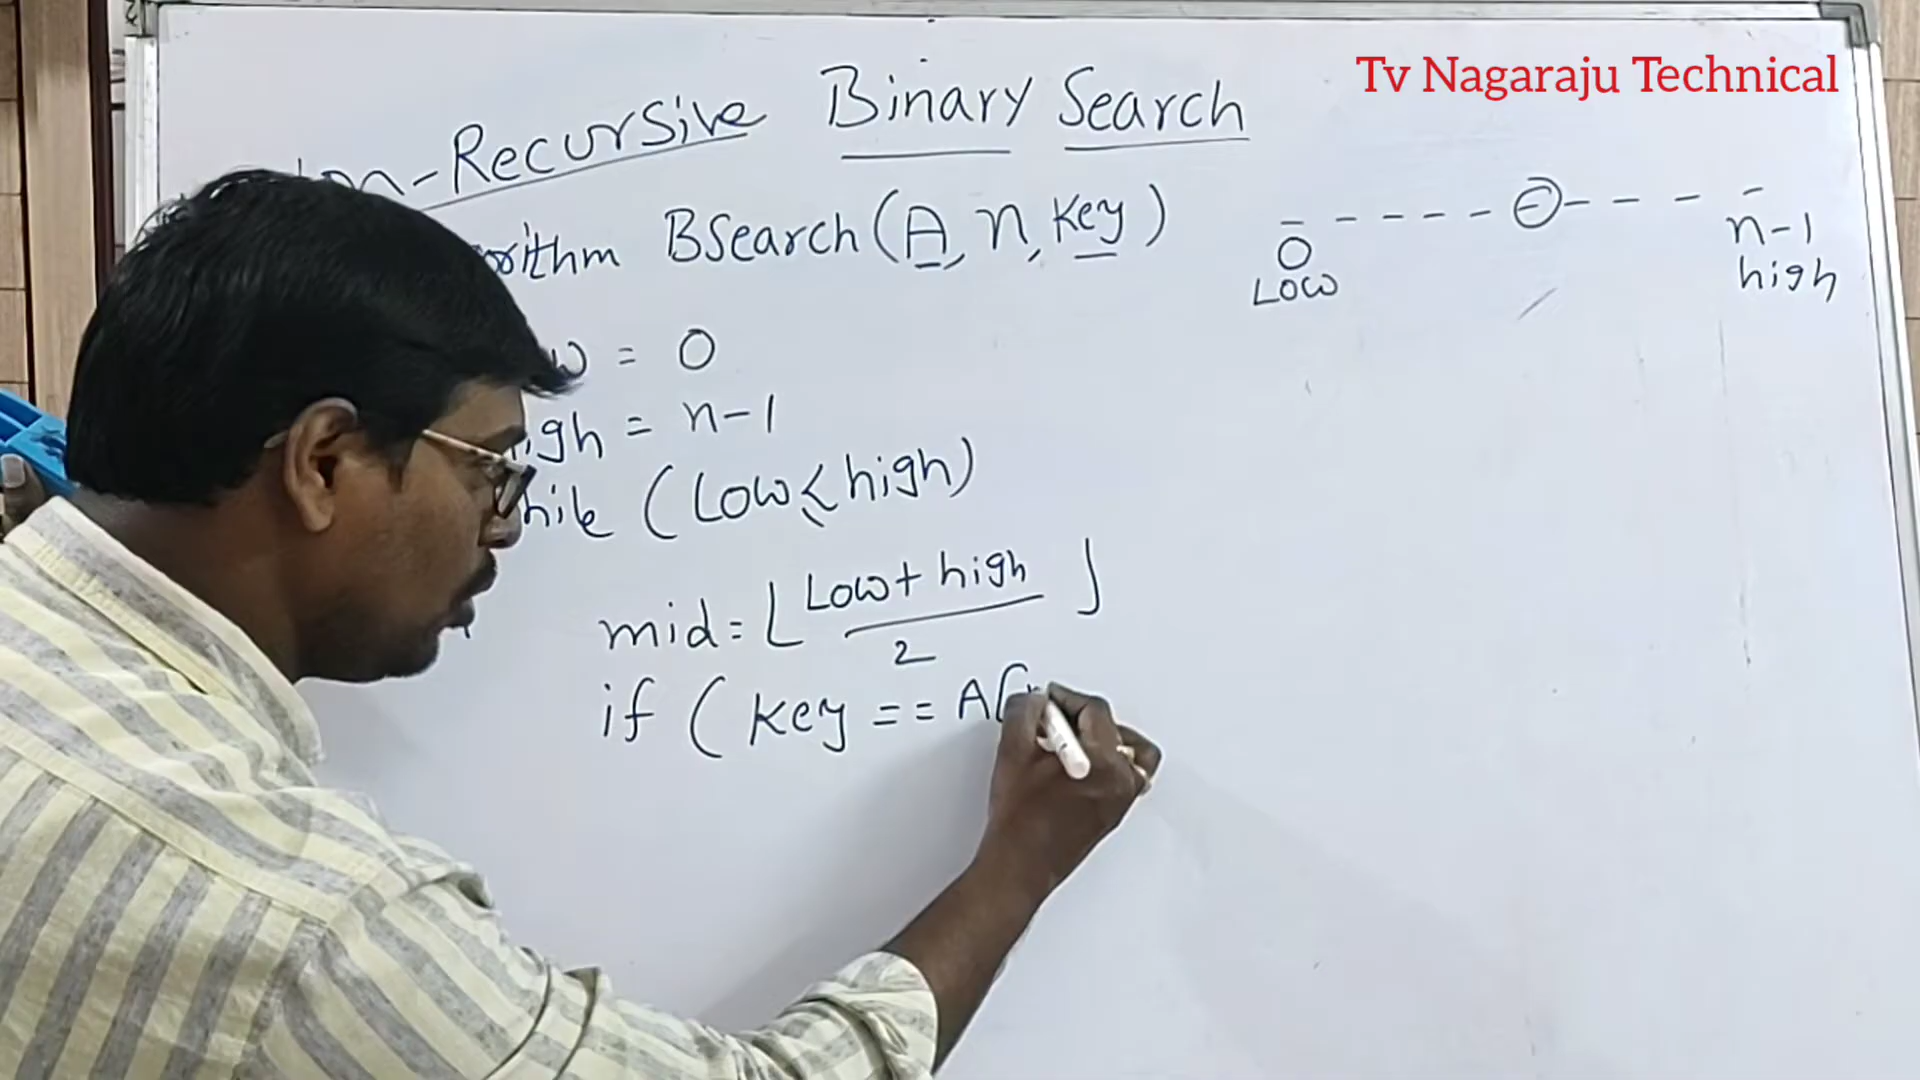 Tv Nagaraju Technical
-Recursive Binary Search
BSearch(A, n, key)
0 n-1
Low high
= 0
= n-1
(Low ≤ high)
mid = ⌊ Low + high / 2 ⌋
if ( key == A[